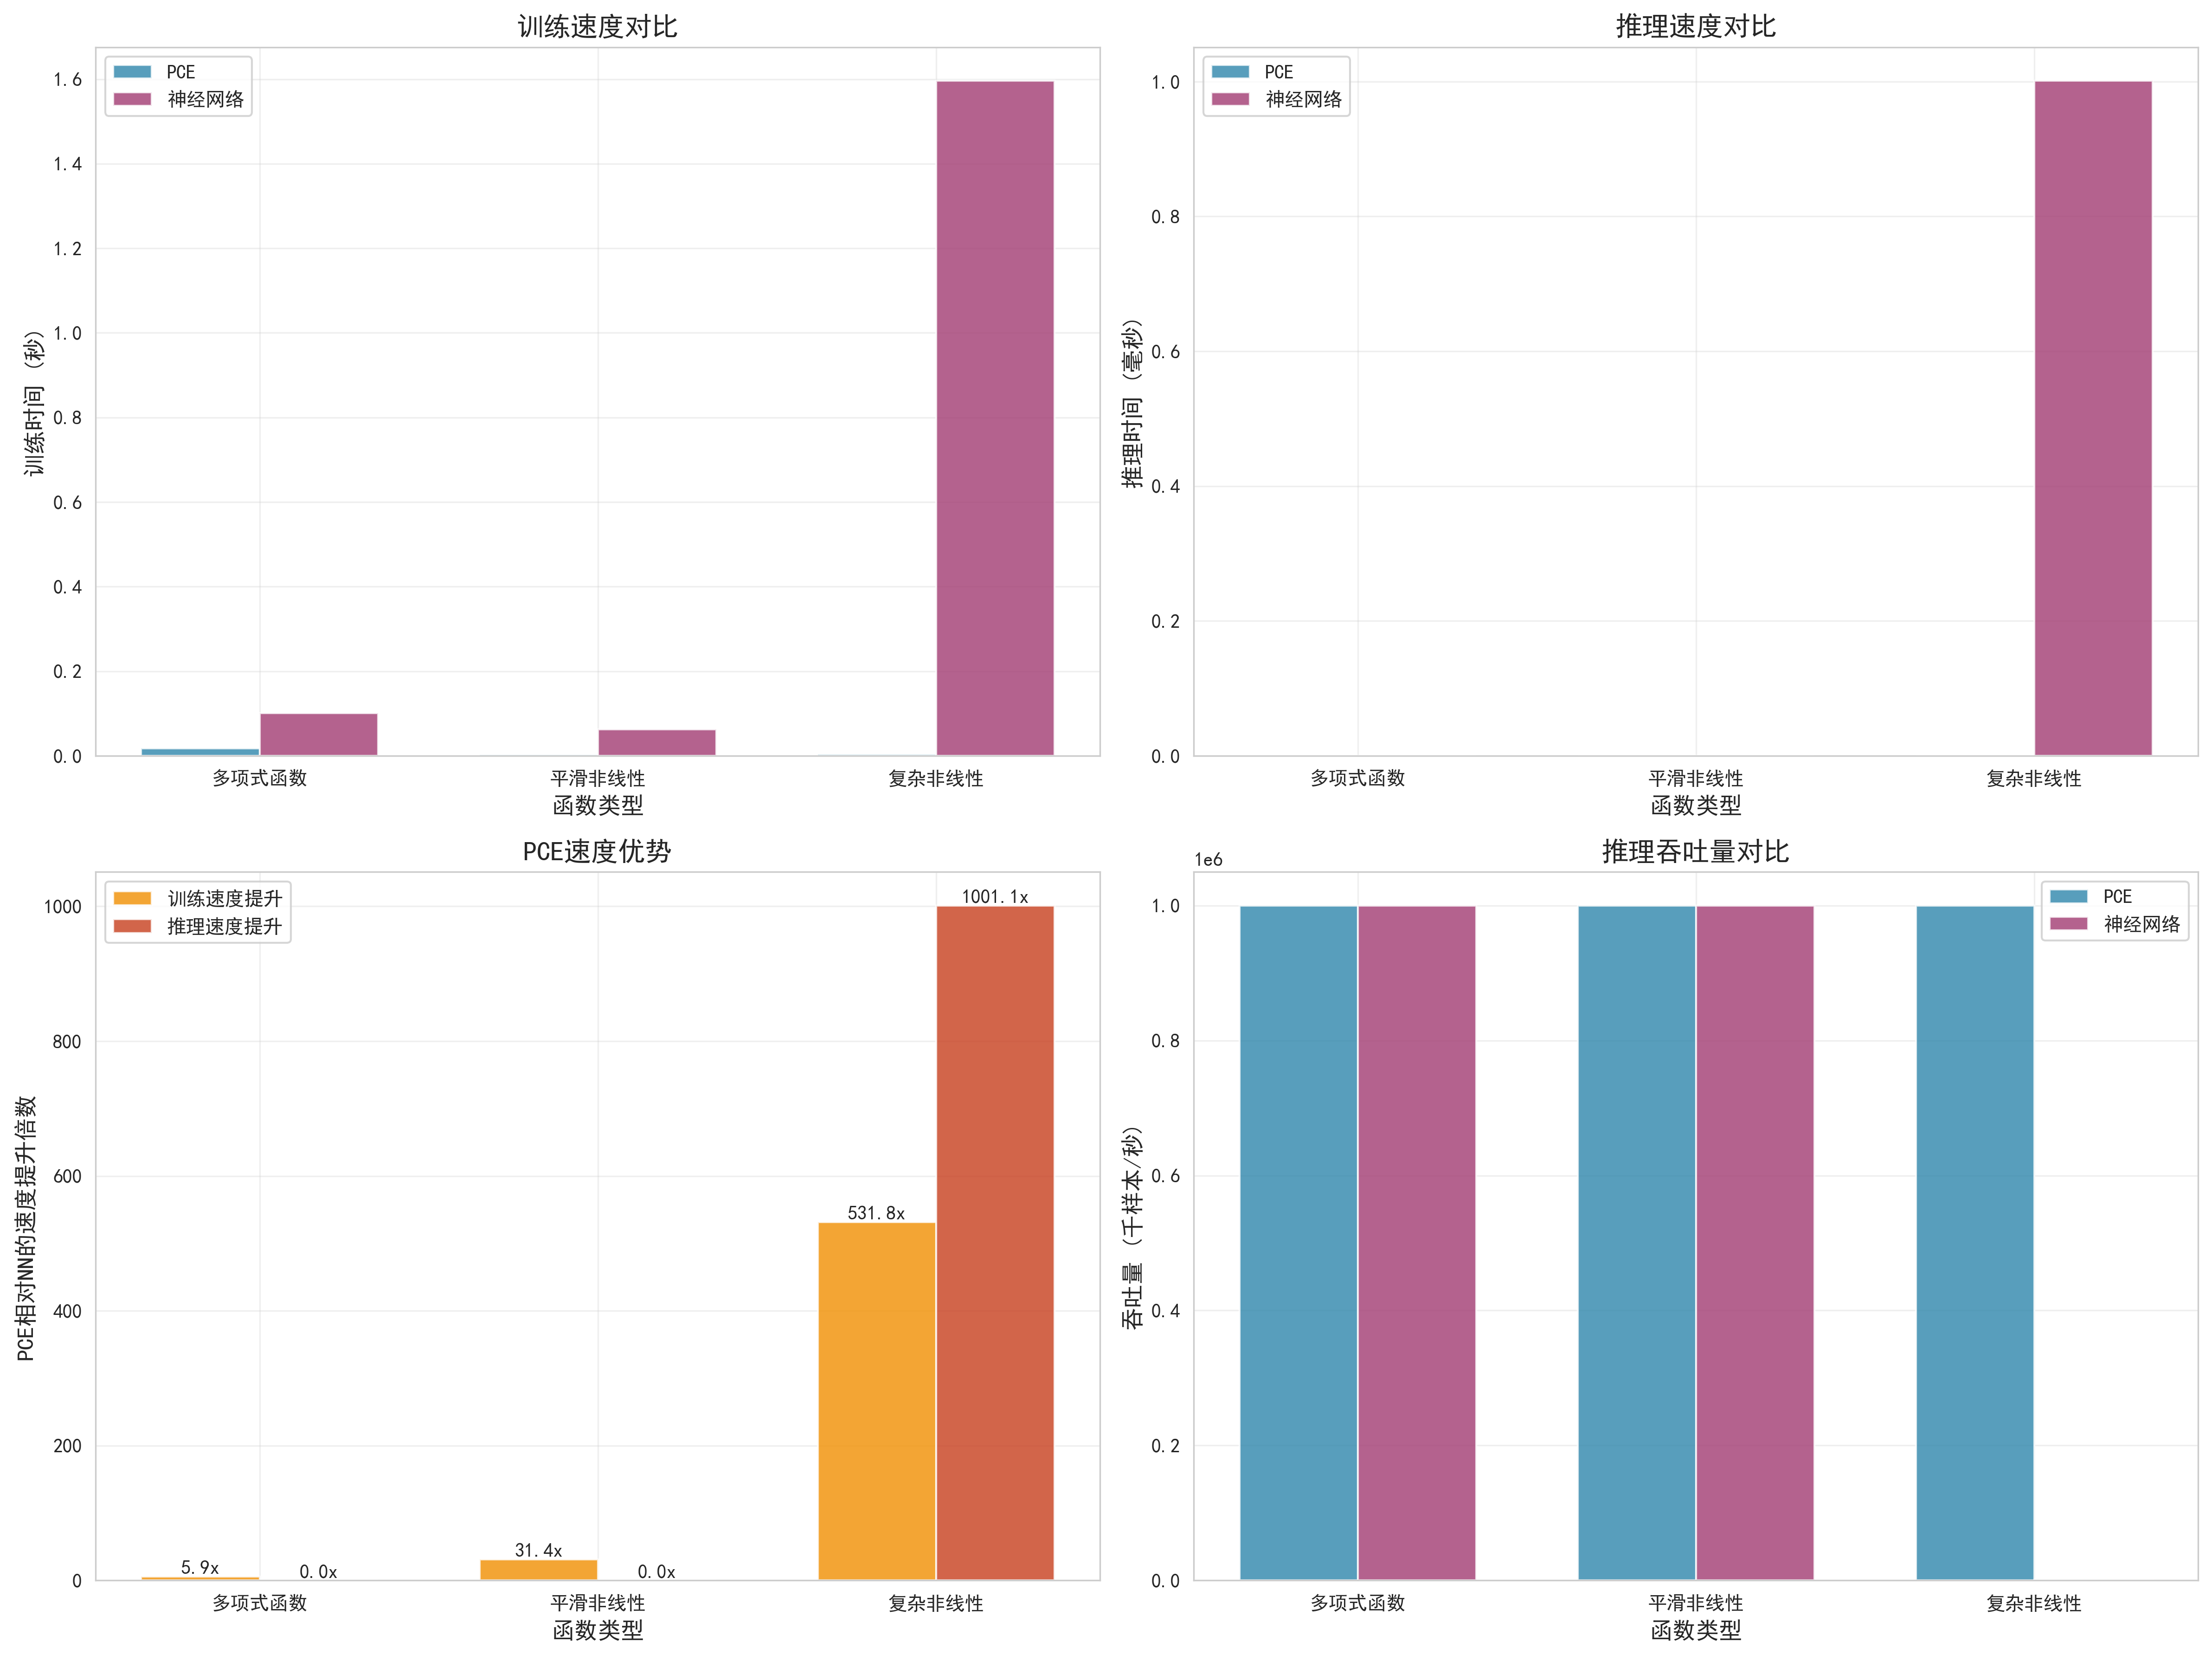 训练速度对比
PCE
神经网络
训练时间 (秒)
1.6
1.4
1.2
1.0
0.8
0.6
0.4
0.2
0.0
多项式函数
平滑非线性
复杂非线性
函数类型
推理速度对比
PCE
神经网络
推理时间 (毫秒)
1.0
0.8
0.6
0.4
0.2
0.0
多项式函数
平滑非线性
复杂非线性
函数类型
PCE速度优势
训练速度提升
推理速度提升
PCE相对NN的速度提升倍数
1000
800
600
400
200
0
5.9x
0.0x
31.4x
0.0x
531.8x
1001.1x
多项式函数
平滑非线性
复杂非线性
函数类型
推理吞吐量对比
1e6
PCE
神经网络
吞吐量 (千样本/秒)
1.0
0.8
0.6
0.4
0.2
0.0
多项式函数
平滑非线性
复杂非线性
函数类型